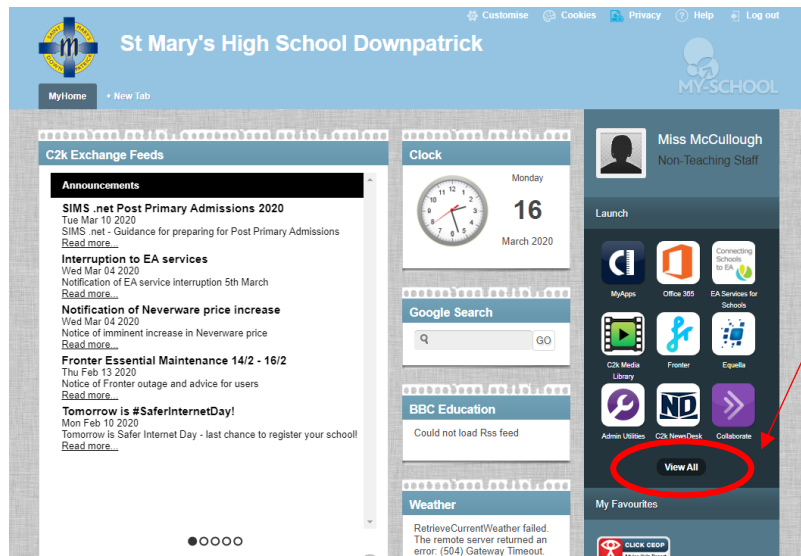 Customise Cookies Privacy ? Help Log out
St Mary's High School Downpatrick
MY-SCHOOL
MyHome + New Tab
C2k Exchange Feeds
Announcements
SIMS .net Post Primary Admissions 2020
Tue Mar 10 2020
SIMS .net - Guidance for preparing for Post Primary Admissions
Read more...
Interruption to EA services
Wed Mar 04 2020
Notification of EA service interruption 5th March
Read more...
Notification of Neverware price increase
Wed Mar 04 2020
Notice of imminent increase in Neverware price
Read more...
Fronter Essential Maintenance 14/2 - 16/2
Thu Feb 13 2020
Notice of Fronter outage and advice for users
Read more...
Tomorrow is #SaferInternetDay!
Mon Feb 10 2020
Tomorrow is Safer Internet Day - last chance to register your school!
Read more...
Clock
Monday
16
March 2020
Google Search
GO
BBC Education
Could not load Rss feed
Weather
RetrieveCurrentWeather failed.
The remote server returned an
error: (504) Gateway Timeout.
Miss McCullough
Non-Teaching Staff
Launch
Connecting
Schools
to EA
MyApps Office 365 EA Services for
Schools
C2k Media
Library
Fronter Equella
ND
Admin Utilities C2k NewsDesk Collaborate
View All
My Favourites
CLICK CEOP